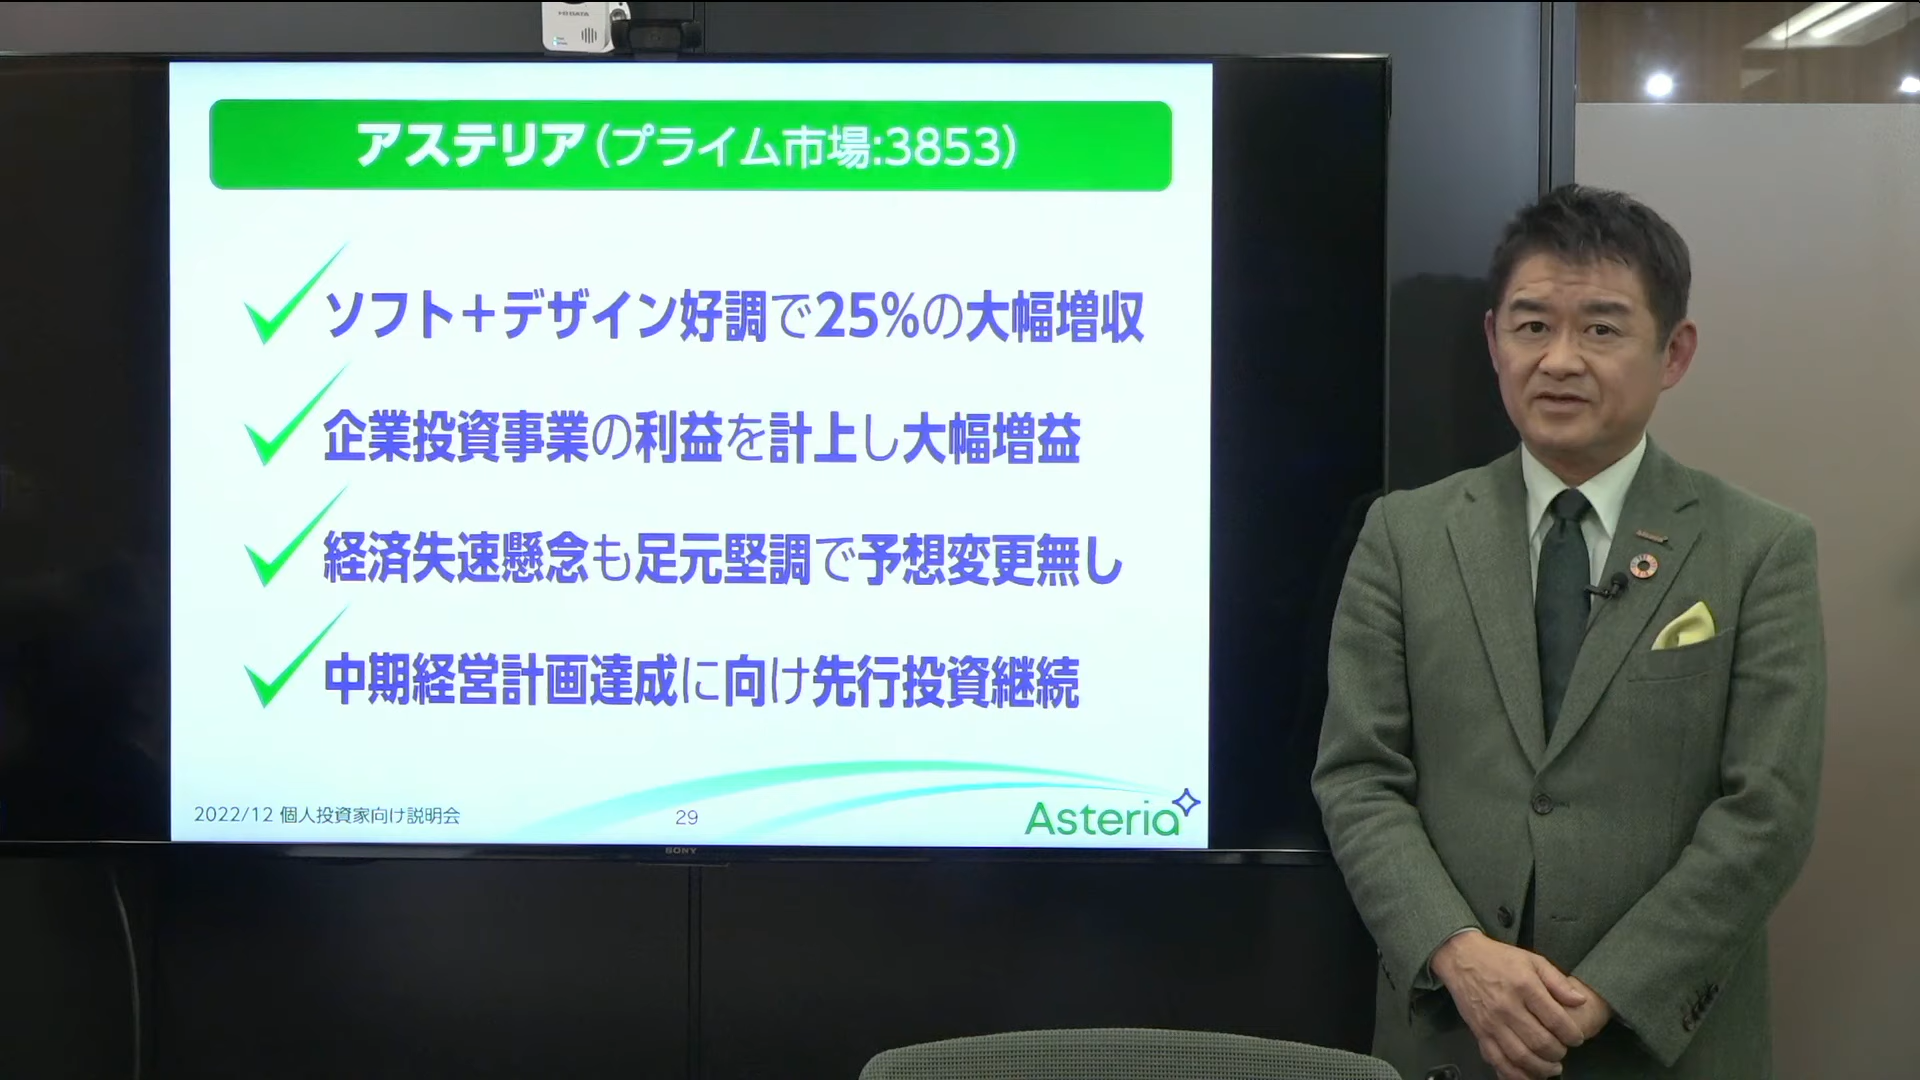 I-O DATA
アステリア(プライム市場:3853)
ソフト＋デザイン好調で25%の大幅増収
企業投資事業の利益を計上し大幅増益
経済失速懸念も足元堅調で予想変更無し
中期経営計画達成に向け先行投資継続
2022/12 個人投資家向け説明会
29
Asteria
SONY